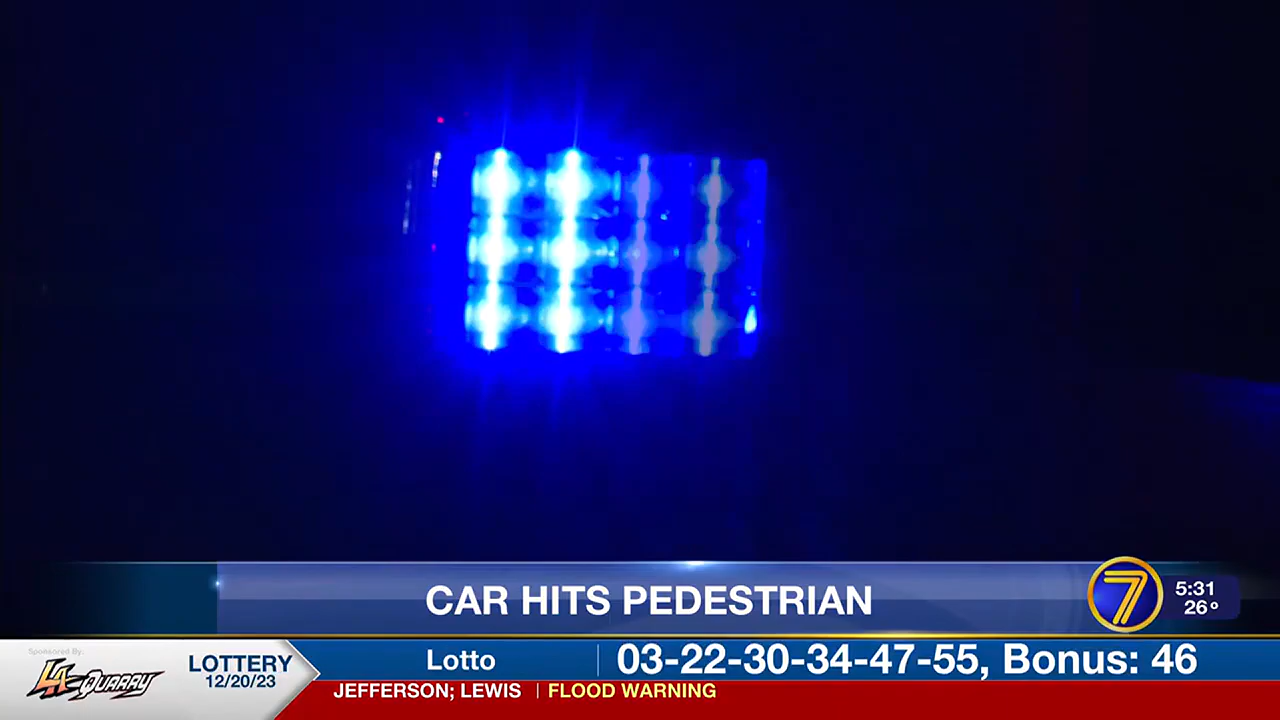 CAR HITS PEDESTRIAN
7
5:31
26°
Sponsored By:
LA QUARRY
LOTTERY
12/20/23
Lotto
03-22-30-34-47-55, Bonus: 46
JEFFERSON; LEWIS | FLOOD WARNING